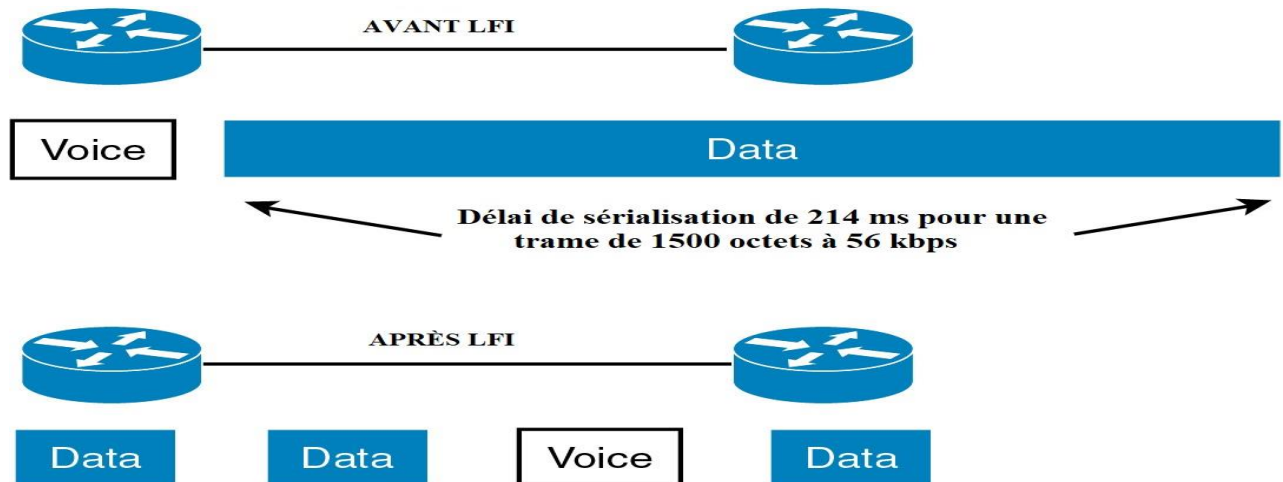 AVANT LFI
Voice
Data
Délai de sérialisation de 214 ms pour une
trame de 1500 octets à 56 kbps
APRÈS LFI
Data
Data
Voice
Data